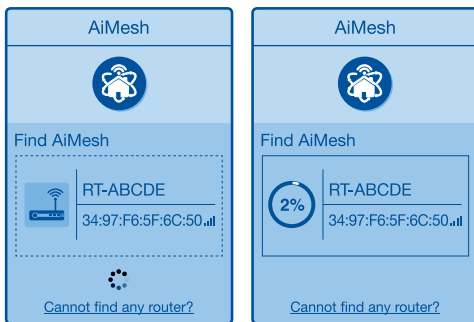 AiMesh
Find AiMesh
RT-ABCDE
34:97:F6:5F:6C:50
Cannot find any router?
AiMesh
Find AiMesh
2%
RT-ABCDE
34:97:F6:5F:6C:50
Cannot find any router?